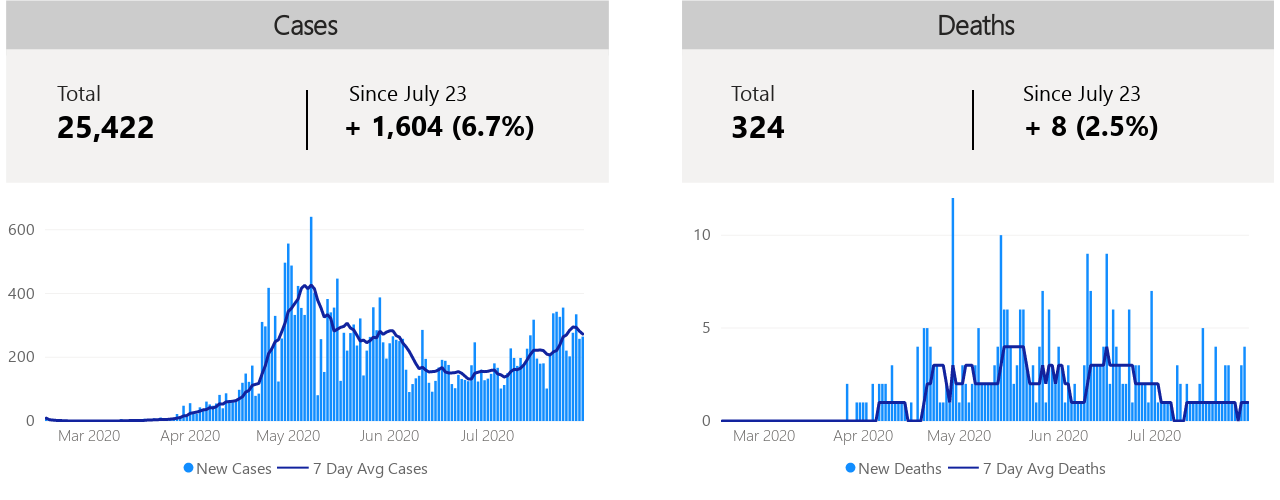 Cases
Total
25,422
Since July 23
+ 1,604 (6.7%)
600
400
200
0
Mar 2020 Apr 2020 May 2020 Jun 2020 Jul 2020
New Cases 7 Day Avg Cases
Deaths
Total
324
Since July 23
+ 8 (2.5%)
10
5
0
Mar 2020 Apr 2020 May 2020 Jun 2020 Jul 2020
New Deaths 7 Day Avg Deaths